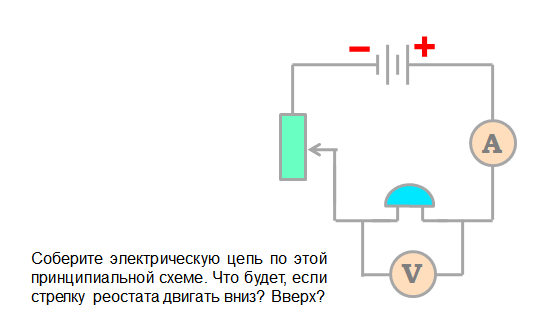 − +
A
V
Соберите электрическую цепь по этой
принципиальной схеме. Что будет, если
стрелку реостата двигать вниз? Вверх?